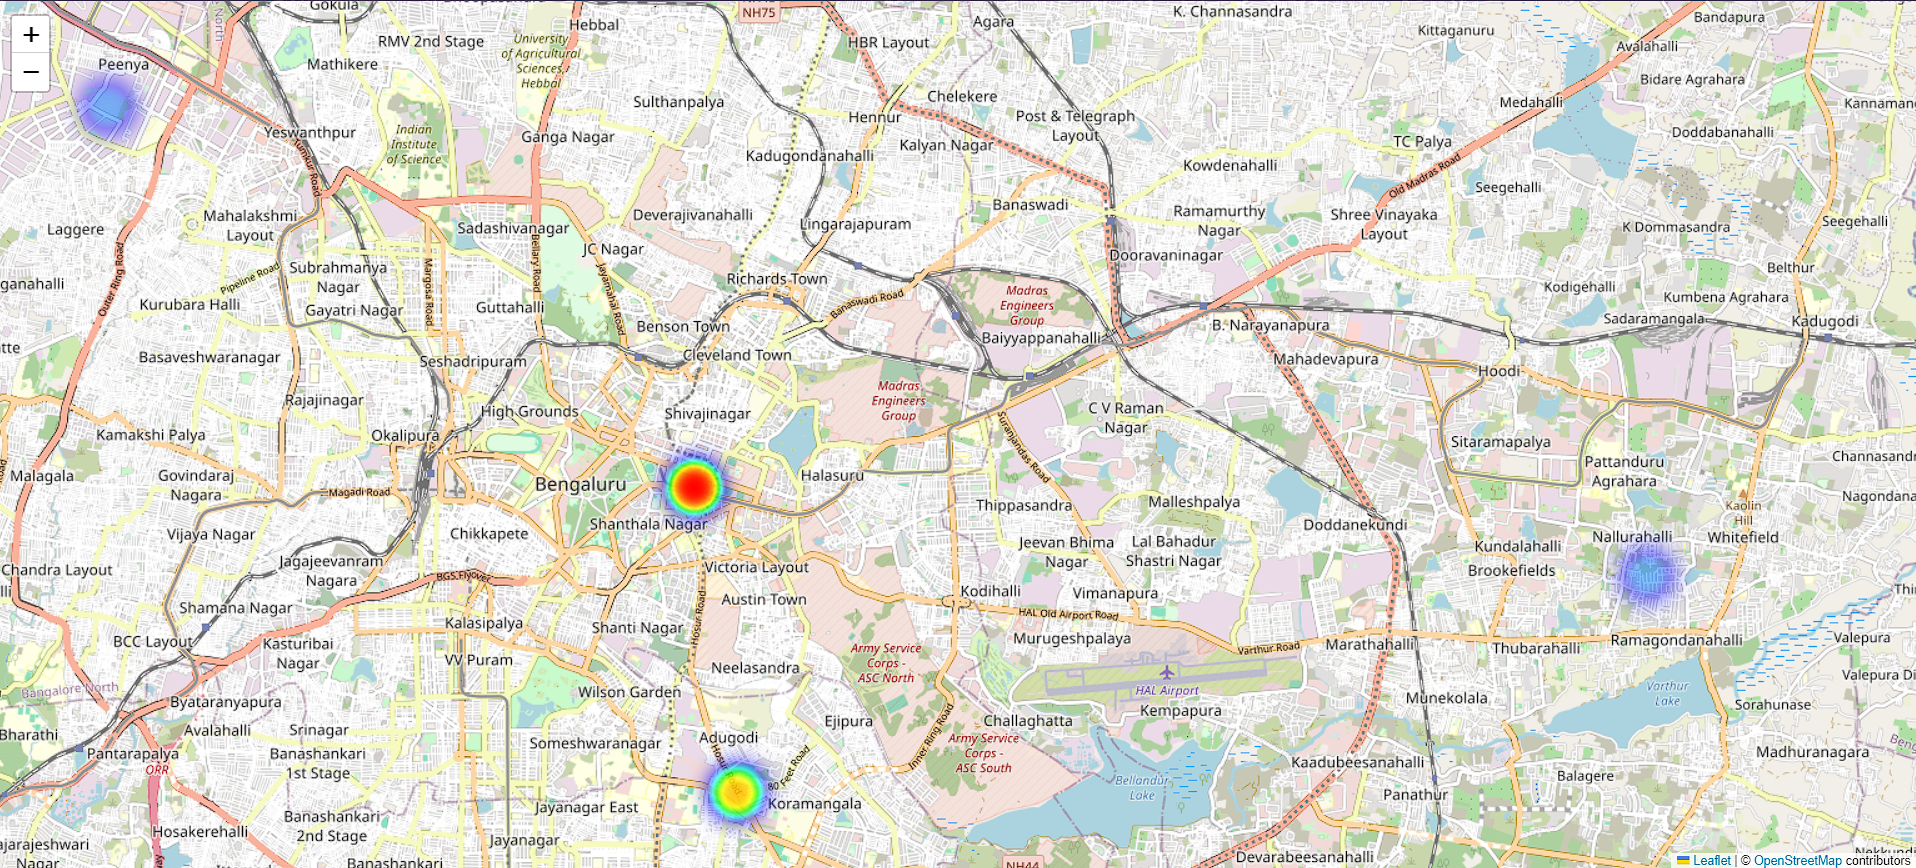 Gokula
Hebbal
NH75
Agara
K. Channasandra
Bandapura
+
−
RMV 2nd Stage
University
of Agricultural
Sciences,
Hebbal
HBR Layout
Kittaganuru
Avalahalli
Peenya
Mathikere
Bidare Agrahara
North
Sulthanpalya
Chelekere
Medahalli
Kannaman
Yeswanthpur
Indian
Institute
of Science
Ganga Nagar
Hennur
Post & Telegraph
Layout
Doddabanahalli
Tumkur Road
Kadugondanahalli
Kalyan Nagar
TC Palya
Kowdenahalli
Old Madras Road
Seegehalli
Mahalakshmi
Layout
Laggere
Sadashivanagar
Deverajivanahalli
Lingarajapuram
Banaswadi
Ramamurthy
Nagar
Shree Vinayaka
Layout
K Dommasandra
Seegehalli
Outer Ring Road
Bellary Road
JC Nagar
Dooravaninagar
Pipeline Road
Subrahmanya
Nagar
Margosa Road
Jayamahal Road
Richards Town
Belthur
ganahalli
Kurubara Halli
Gayatri Nagar
Guttahalli
Banaswadi Road
Madras
Engineers
Group
Kodigehalli
Kumbena Agrahara
Benson Town
Baiyyappanahalli
B. Narayanapura
Sadaramangala
Kadugodi
atte
Basaveshwaranagar
Seshadripuram
Cleveland Town
Mahadevapura
Hoodi
Rajajinagar
High Grounds
Shivajinagar
Madras
Engineers
Group
C V Raman
Nagar
Suranjandas Road
Kamakshi Palya
Okalipura
Sitaramapalya
Malagala
Govindaraj
Nagara
Bengaluru
Halasuru
Pattanduru
Agrahara
Channasandr
Magadi Road
Thippasandra
Malleshpalya
Nagondana
Vijaya Nagar
Chikkapete
Shanthala Nagar
Doddanekundi
Kaolin
Hill
Nallurahalli
Whitefield
Chandra Layout
Jagajeevanram
Nagara
BGS Flyover
Victoria Layout
Jeevan Bhima
Nagar
Lal Bahadur
Shastri Nagar
Kundalahalli
Brookefields
Shamana Nagar
Austin Town
Kodihalli
Vimanapura
HAL Old Airport Road
Kalasipalya
Shanti Nagar
Hosur Road
BCC Layout
Kasturibai
Nagar
VV Puram
Neelasandra
Army Service
Corps -
ASC North
Murugeshpalaya
Varthur Road
Marathahalli
Thubarahalli
Ramagondanahalli
Valepura
Bangalore North
Byataranyapura
Wilson Garden
HAL Airport
Kempapura
Munekolala
Varthur
Lake
Valepura Di
Sorahunase
Bharathi
Avalahalli
Srinagar
Someshwaranagar
Adugodi
Ejipura
Inner Ring Road
Challaghatta
Army Service
Corps -
ASC South
Pantarapalya
ORR
Banashankari
1st Stage
80 Feet Road
Koramangala
Bellandur
Lake
Kaadubeesanahalli
Madhuranagara
Balagere
Beng
Jayanagar East
Panathur
Hosakerehalli
Banashankari
2nd Stage
Jayanagar
ajarajeshwari
Nagar
Banashankari
NH44
Devarabeesanahalli
Nekkundi
Leaflet | © OpenStreetMap contributors